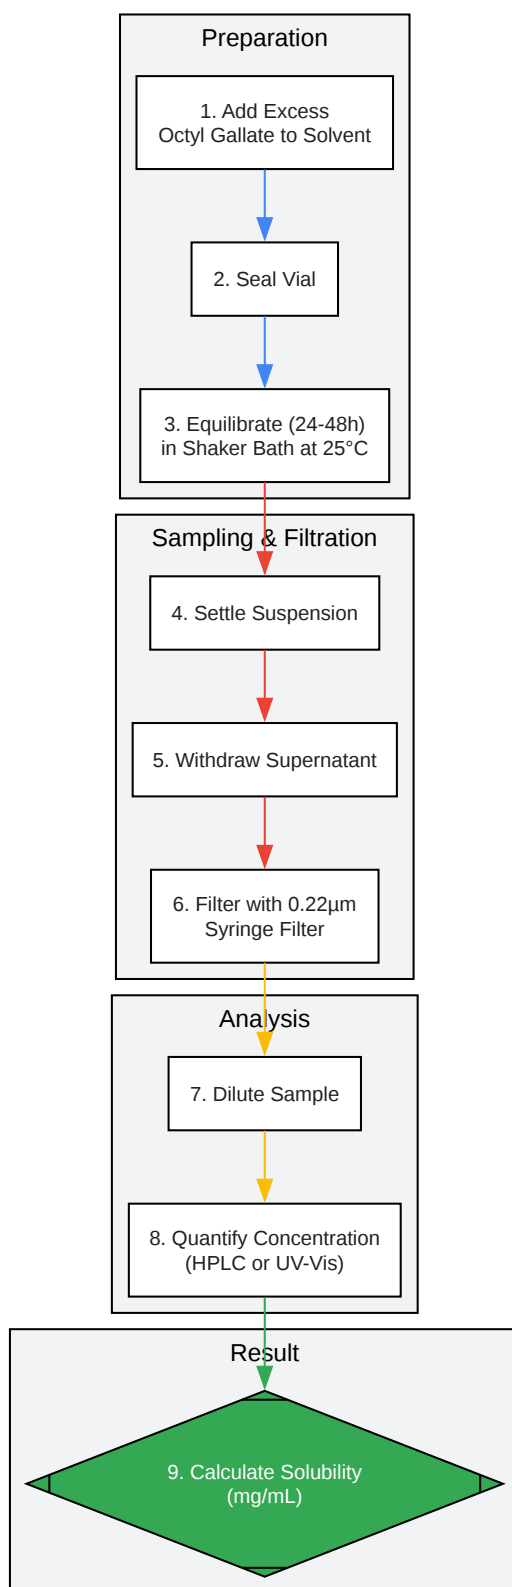 Preparation
1. Add Excess
Octyl Gallate to Solvent
2. Seal Vial
3. Equilibrate (24-48h)
in Shaker Bath at 25°C
Sampling & Filtration
4. Settle Suspension
5. Withdraw Supernatant
6. Filter with 0.22µm
Syringe Filter
Analysis
7. Dilute Sample
8. Quantify Concentration
(HPLC or UV-Vis)
Result
9. Calculate Solubility
(mg/mL)